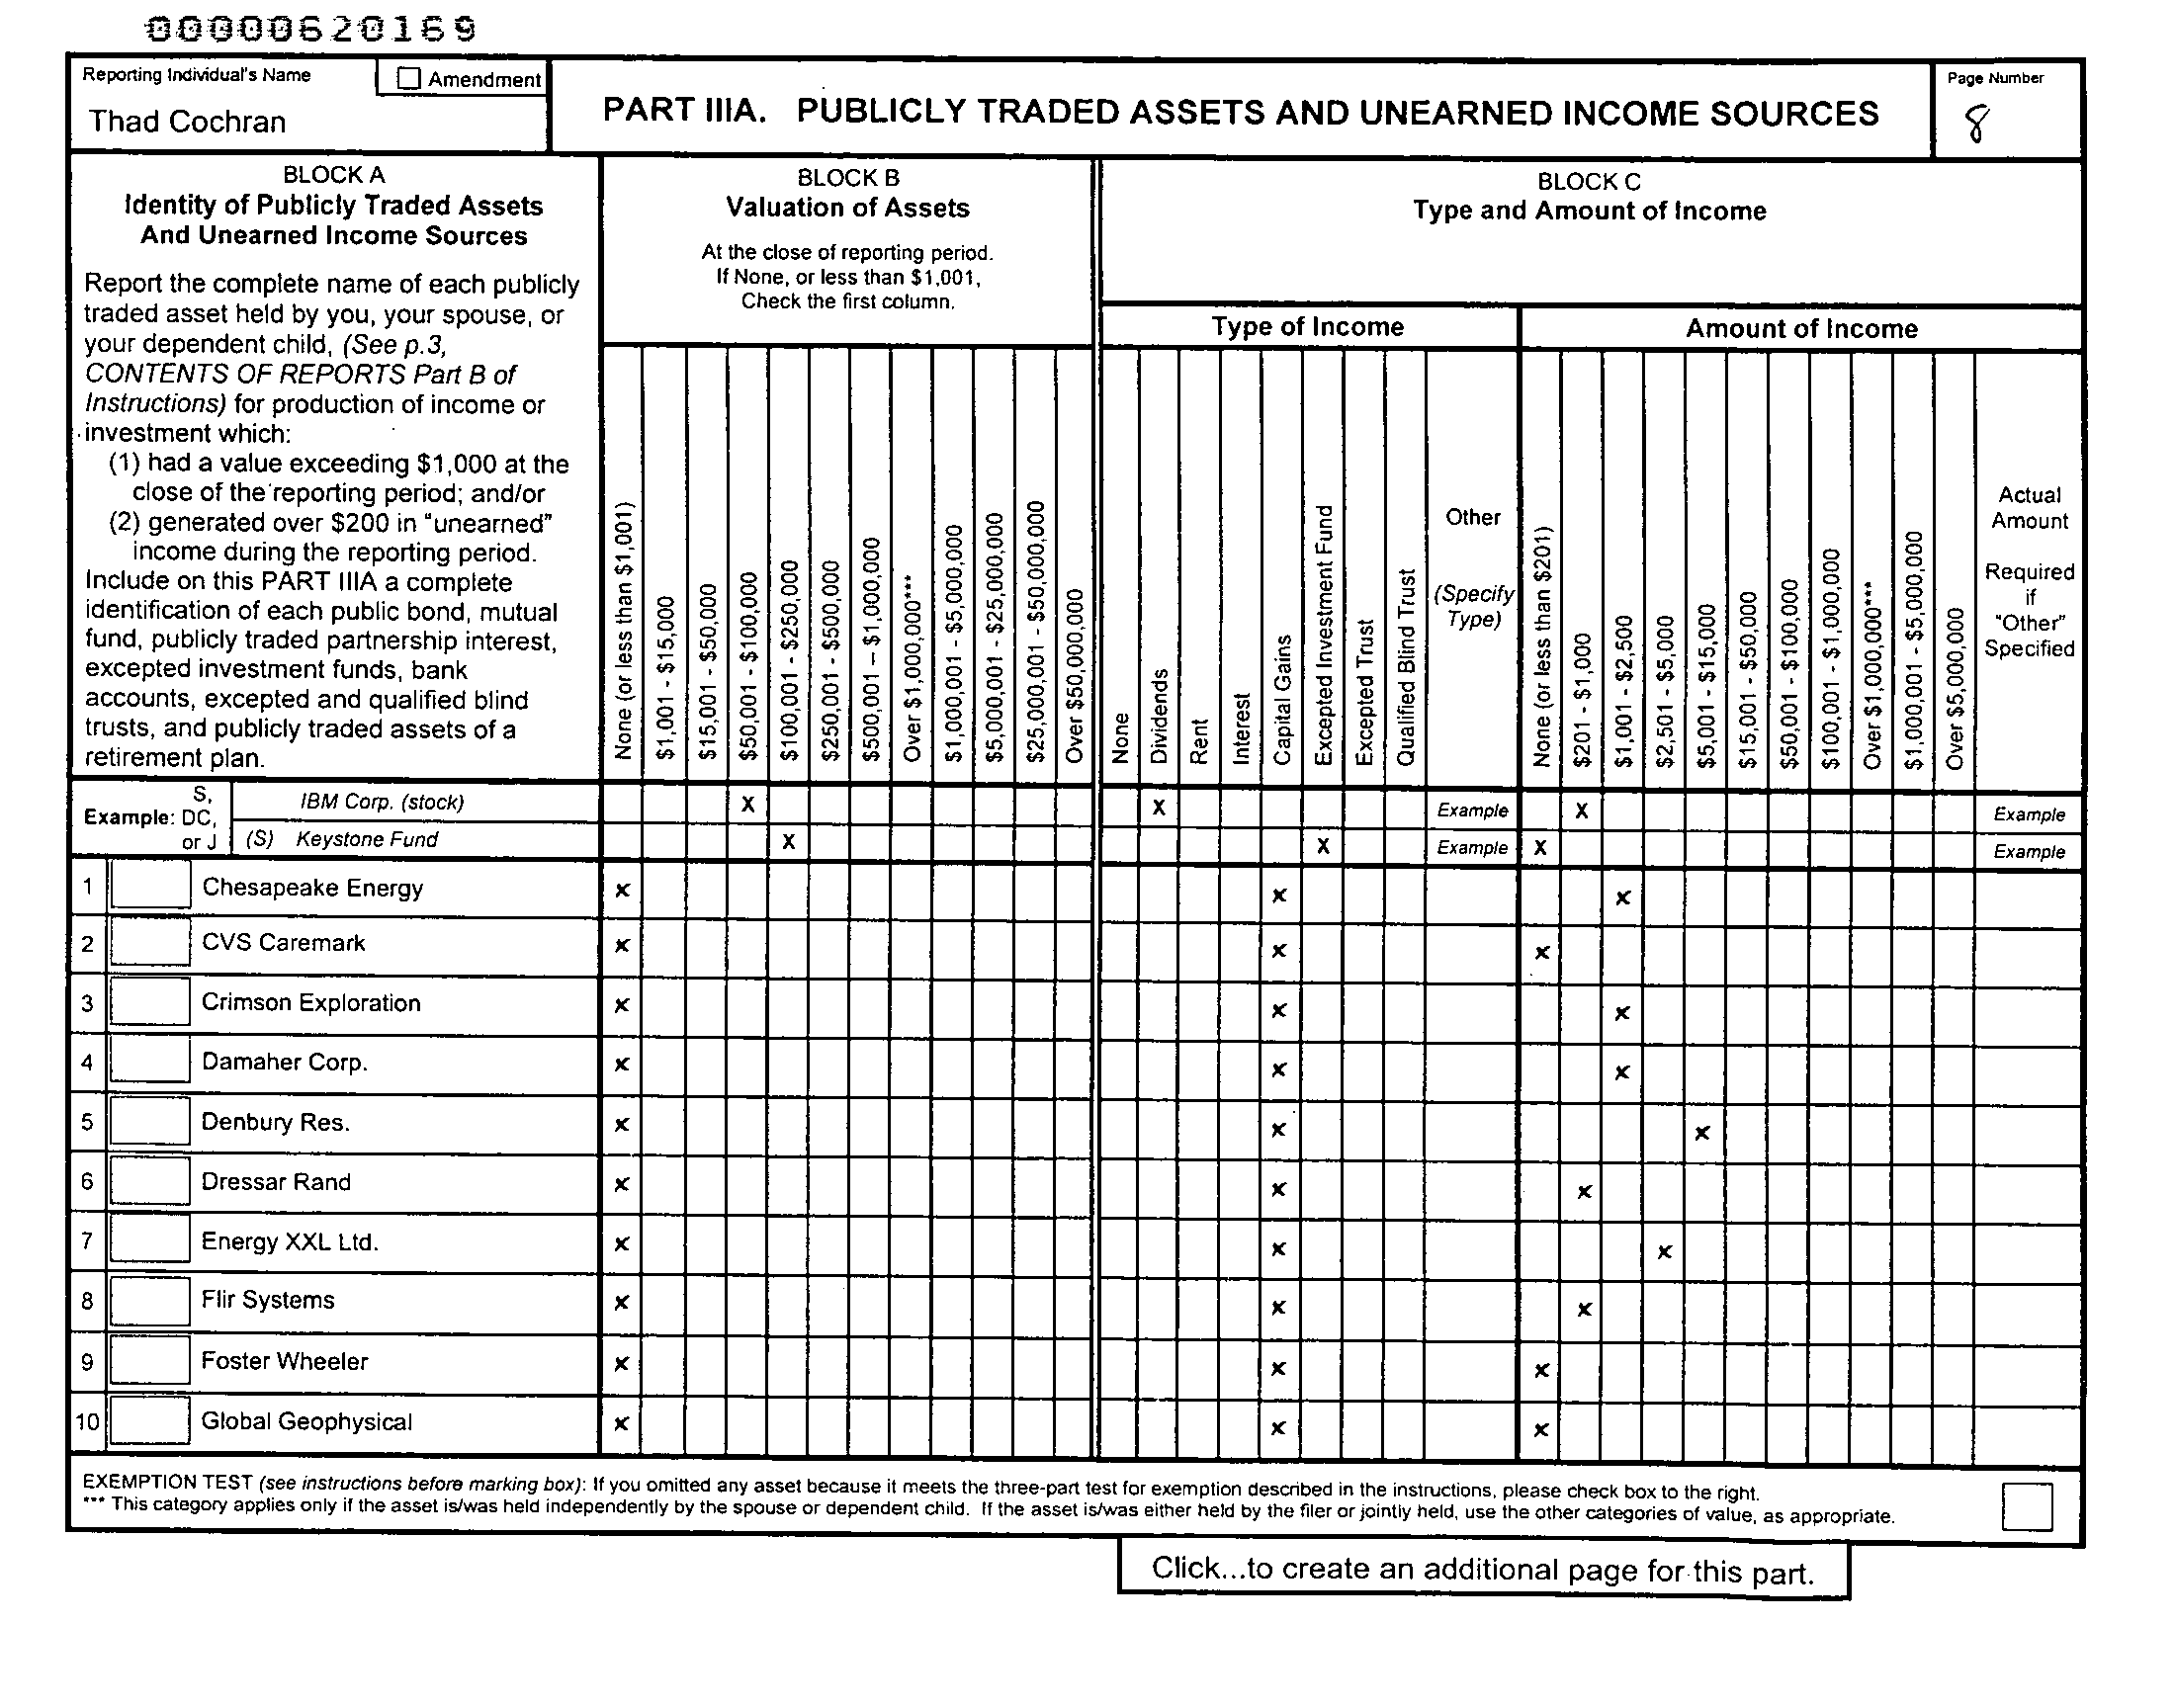 00000620169
Reporting Individual's Name
Amendment
Thad Cochran
PART IIIA. PUBLICLY TRADED ASSETS AND UNEARNED INCOME SOURCES
Page Number
8
BLOCK A
Identity of Publicly Traded Assets
And Unearned Income Sources
Report the complete name of each publicly
traded asset held by you, your spouse, or
your dependent child, (See p.3,
CONTENTS OF REPORTS Part B of
Instructions) for production of income or
investment which:
(1) had a value exceeding $1,000 at the
close of the reporting period; and/or
(2) generated over $200 in "unearned"
income during the reporting period.
Include on this PART IIIA a complete
identification of each public bond, mutual
fund, publicly traded partnership interest,
excepted investment funds, bank
accounts, excepted and qualified blind
trusts, and publicly traded assets of a
retirement plan.
BLOCK B
Valuation of Assets
At the close of reporting period.
If None, or less than $1,001,
Check the first column.
None (or less than $1,001)
$1,001 - $15,000
$15,001 - $50,000
$50,001 - $100,000
$100,001 - $250,000
$250,001 - $500,000
$500,001 – $1,000,000
Over $1,000,000***
$1,000,001 - $5,000,000
$5,000,001 - $25,000,000
$25,000,001 - $50,000,000
Over $50,000,000
BLOCK C
Type and Amount of Income
Type of Income
None
Dividends
Rent
Interest
Capital Gains
Excepted Investment Fund
Excepted Trust
Qualified Blind Trust
Other
(Specify
Type)
Amount of Income
None (or less than $201)
$201 - $1,000
$1,001 - $2,500
$2,501 - $5,000
$5,001 - $15,000
$15,001 - $50,000
$50,001 - $100,000
$100,001 - $1,000,000
Over $1,000,000***
$1,000,001 - $5,000,000
Over $5,000,000
Actual
Amount
Required
if
"Other"
Specified
Example: S, DC, or J
IBM Corp. (stock) X X Example X Example
(S) Keystone Fund X X Example X Example
1 Chesapeake Energy x x x
2 CVS Caremark x x x
3 Crimson Exploration x x x
4 Damaher Corp. x x x
5 Denbury Res. x x x
6 Dressar Rand x x x
7 Energy XXL Ltd. x x x
8 Flir Systems x x x
9 Foster Wheeler x x x
10 Global Geophysical x x x
EXEMPTION TEST (see instructions before marking box): If you omitted any asset because it meets the three-part test for exemption described in the instructions, please check box to the right.
*** This category applies only if the asset is/was held independently by the spouse or dependent child. If the asset is/was either held by the filer or jointly held, use the other categories of value, as appropriate.
Click...to create an additional page for this part.